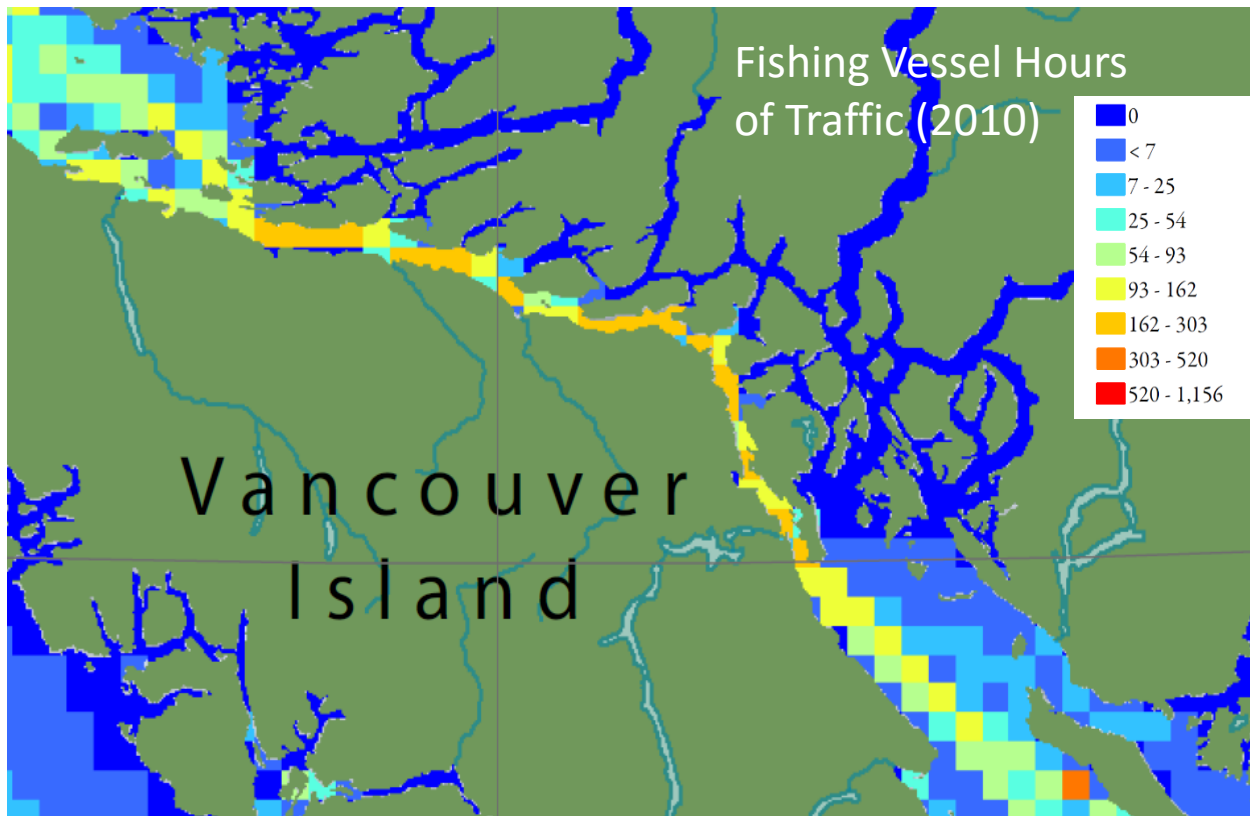 Fishing Vessel Hours
of Traffic (2010)
0
< 7
7 - 25
25 - 54
54 - 93
93 - 162
162 - 303
303 - 520
520 - 1,156
Vancouver
Island